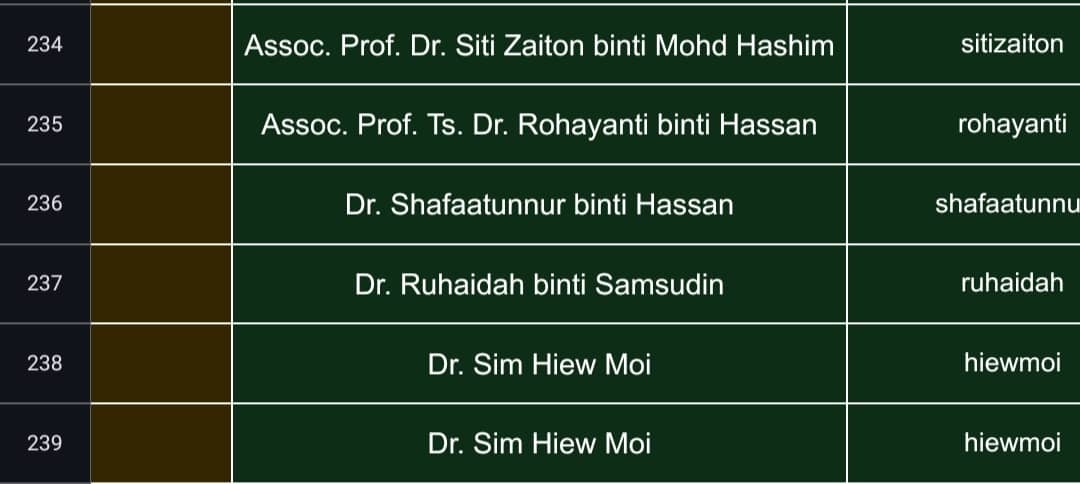 234 Assoc. Prof. Dr. Siti Zaiton binti Mohd Hashim sitizaiton
235 Assoc. Prof. Ts. Dr. Rohayanti binti Hassan rohayanti
236 Dr. Shafaatunnur binti Hassan shafaatunnu
237 Dr. Ruhaidah binti Samsudin ruhaidah
238 Dr. Sim Hiew Moi hiewmoi
239 Dr. Sim Hiew Moi hiewmoi